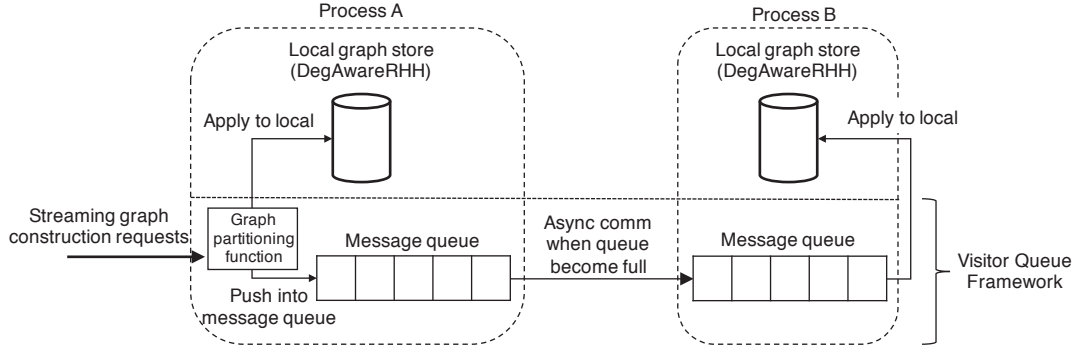 Process A
Process B
Local graph store
(DegAwareRHH)
Local graph store
(DegAwareRHH)
Apply to local
Apply to local
Streaming graph
construction requests
Graph
partitioning
function
Message queue
Async comm
when queue
become full
Message queue
Push into
message queue
Visitor Queue
Framework